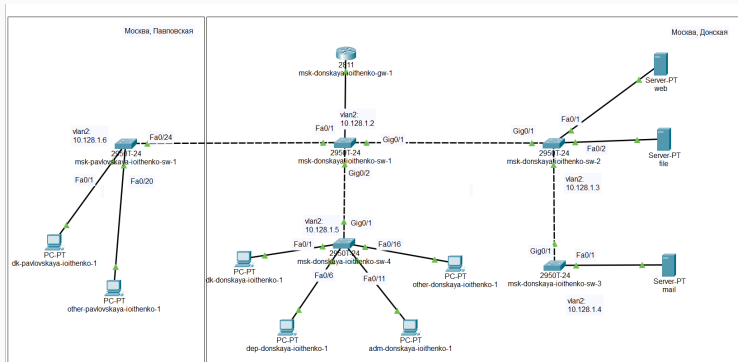 Москва, Павловская
Москва, Донская
2811
msk-donskaya-ioithenko-gw-1
Server-PT
web
vlan2:
10.128.1.2
Fa0/1
vlan2:
10.128.1.6
Fa0/24
Fa0/1
Gig0/1
Gig0/1
Fa0/2
Server-PT
file
2950T-24
msk-pavlovskaya-ioithenko-sw-1
2950T-24
msk-donskaya-ioithenko-sw-1
2950T-24
msk-donskaya-ioithenko-sw-2
Gig0/2
Fa0/1
Fa0/20
vlan2:
10.128.1.3
vlan2:
10.128.1.5
Gig0/1
Fa0/1
Fa0/16
2950T-24
msk-donskaya-ioithenko-sw-4
PC-PT
dk-pavlovskaya-ioithenko-1
PC-PT
dk-donskaya-ioithenko-1
Fa0/6
Fa0/11
PC-PT
other-donskaya-ioithenko-1
Gig0/1
Fa0/1
2950T-24
msk-donskaya-ioithenko-sw-3
Server-PT
mail
PC-PT
other-pavlovskaya-ioithenko-1
vlan2:
10.128.1.4
PC-PT
dep-donskaya-ioithenko-1
PC-PT
adm-donskaya-ioithenko-1